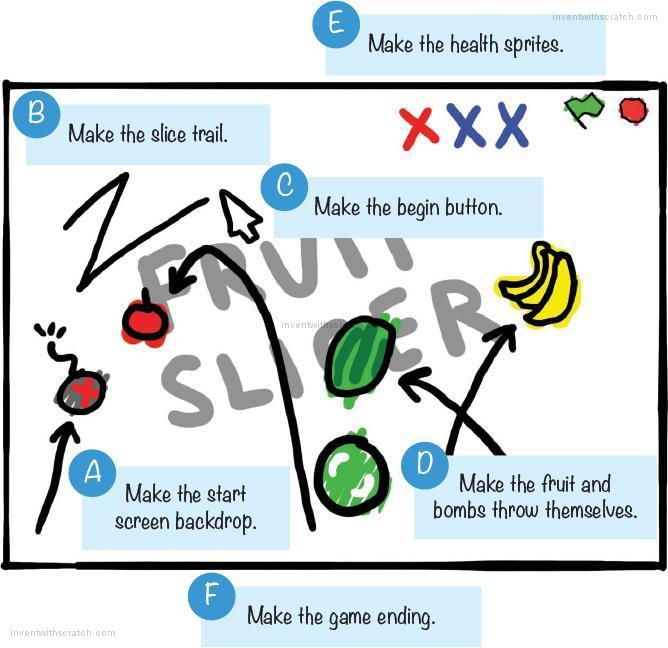 inventwithscratch.com
E
Make the health sprites.
B
Make the slice trail.
X X X
C
Make the begin button.
FRUIT
inventwithscratch.com
SLICER
A
Make the start
screen backdrop.
D
Make the fruit and
bombs throw themselves.
F
Make the game ending.
inventwithscratch.com